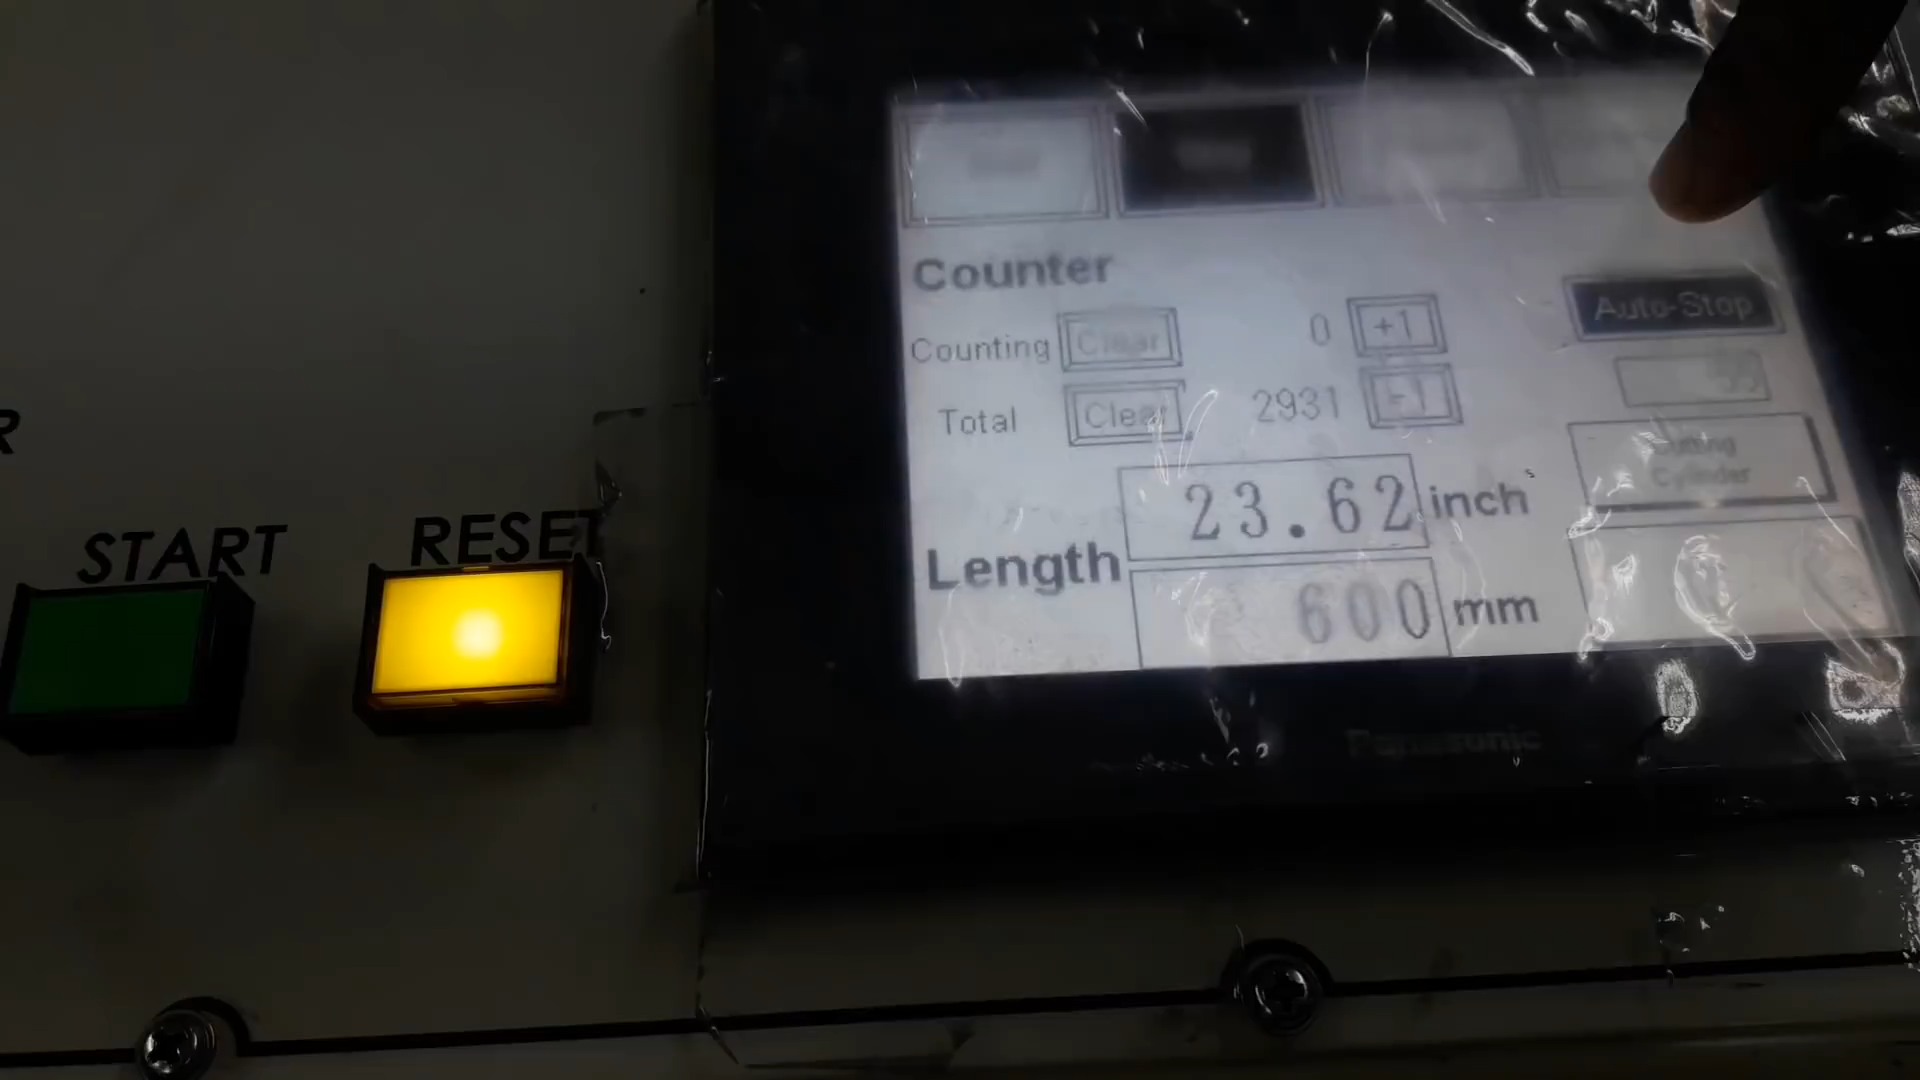 R
START
RESET
Counter
Counting Clear 0 +1
Auto-Stop
Total Clear 2931 -1
Cutting
Cylinder
Length
23.62 inch
600 mm
Panasonic